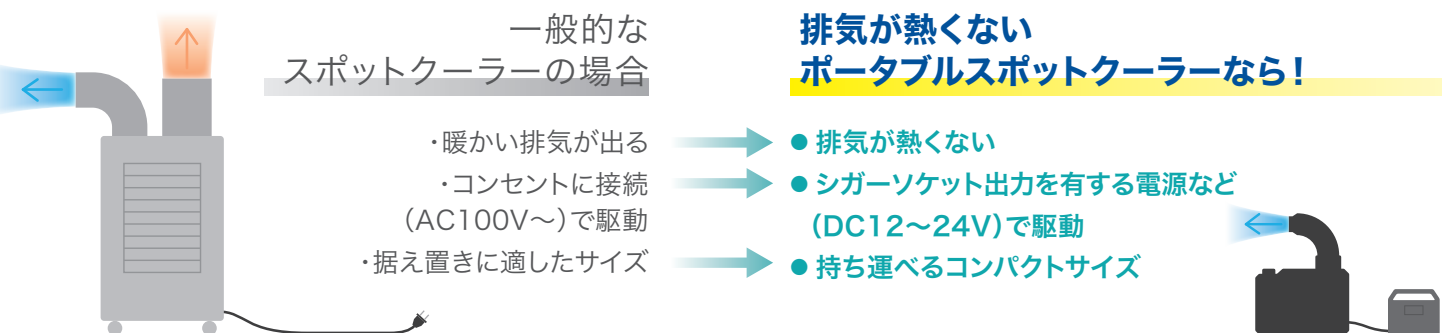 一般的な
スポットクーラーの場合
・暖かい排気が出る
・コンセントに接続
（AC100V～）で駆動
・据え置きに適したサイズ
排気が熱くない
ポータブルスポットクーラーなら！
● 排気が熱くない
● シガーソケット出力を有する電源など
（DC12～24V）で駆動
● 持ち運べるコンパクトサイズ